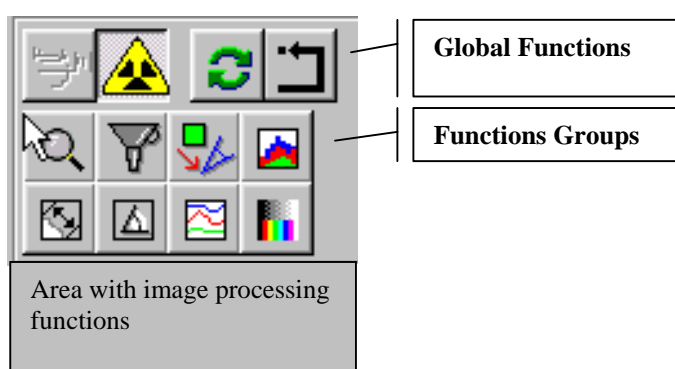 Global Functions
Functions Groups
Area with image processing
functions